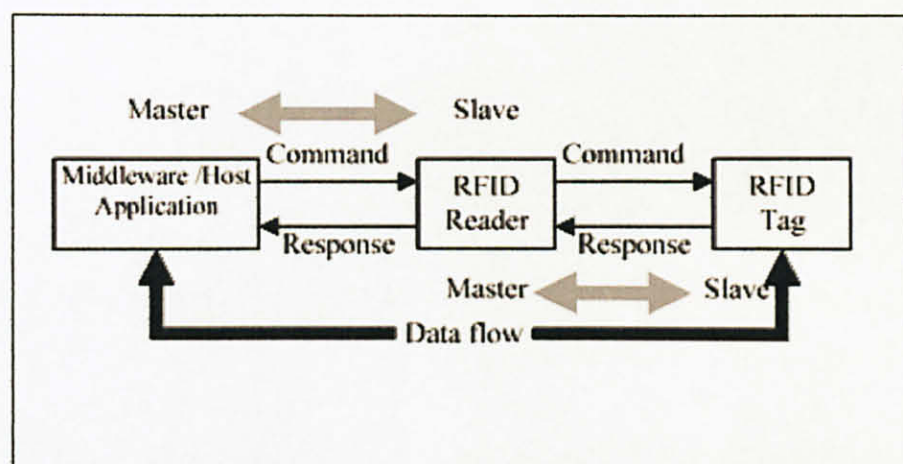 Master
Slave
Command
Command
Middleware /Host
Application
RFID
Reader
RFID
Tag
Response
Response
Master
Slave
Data flow